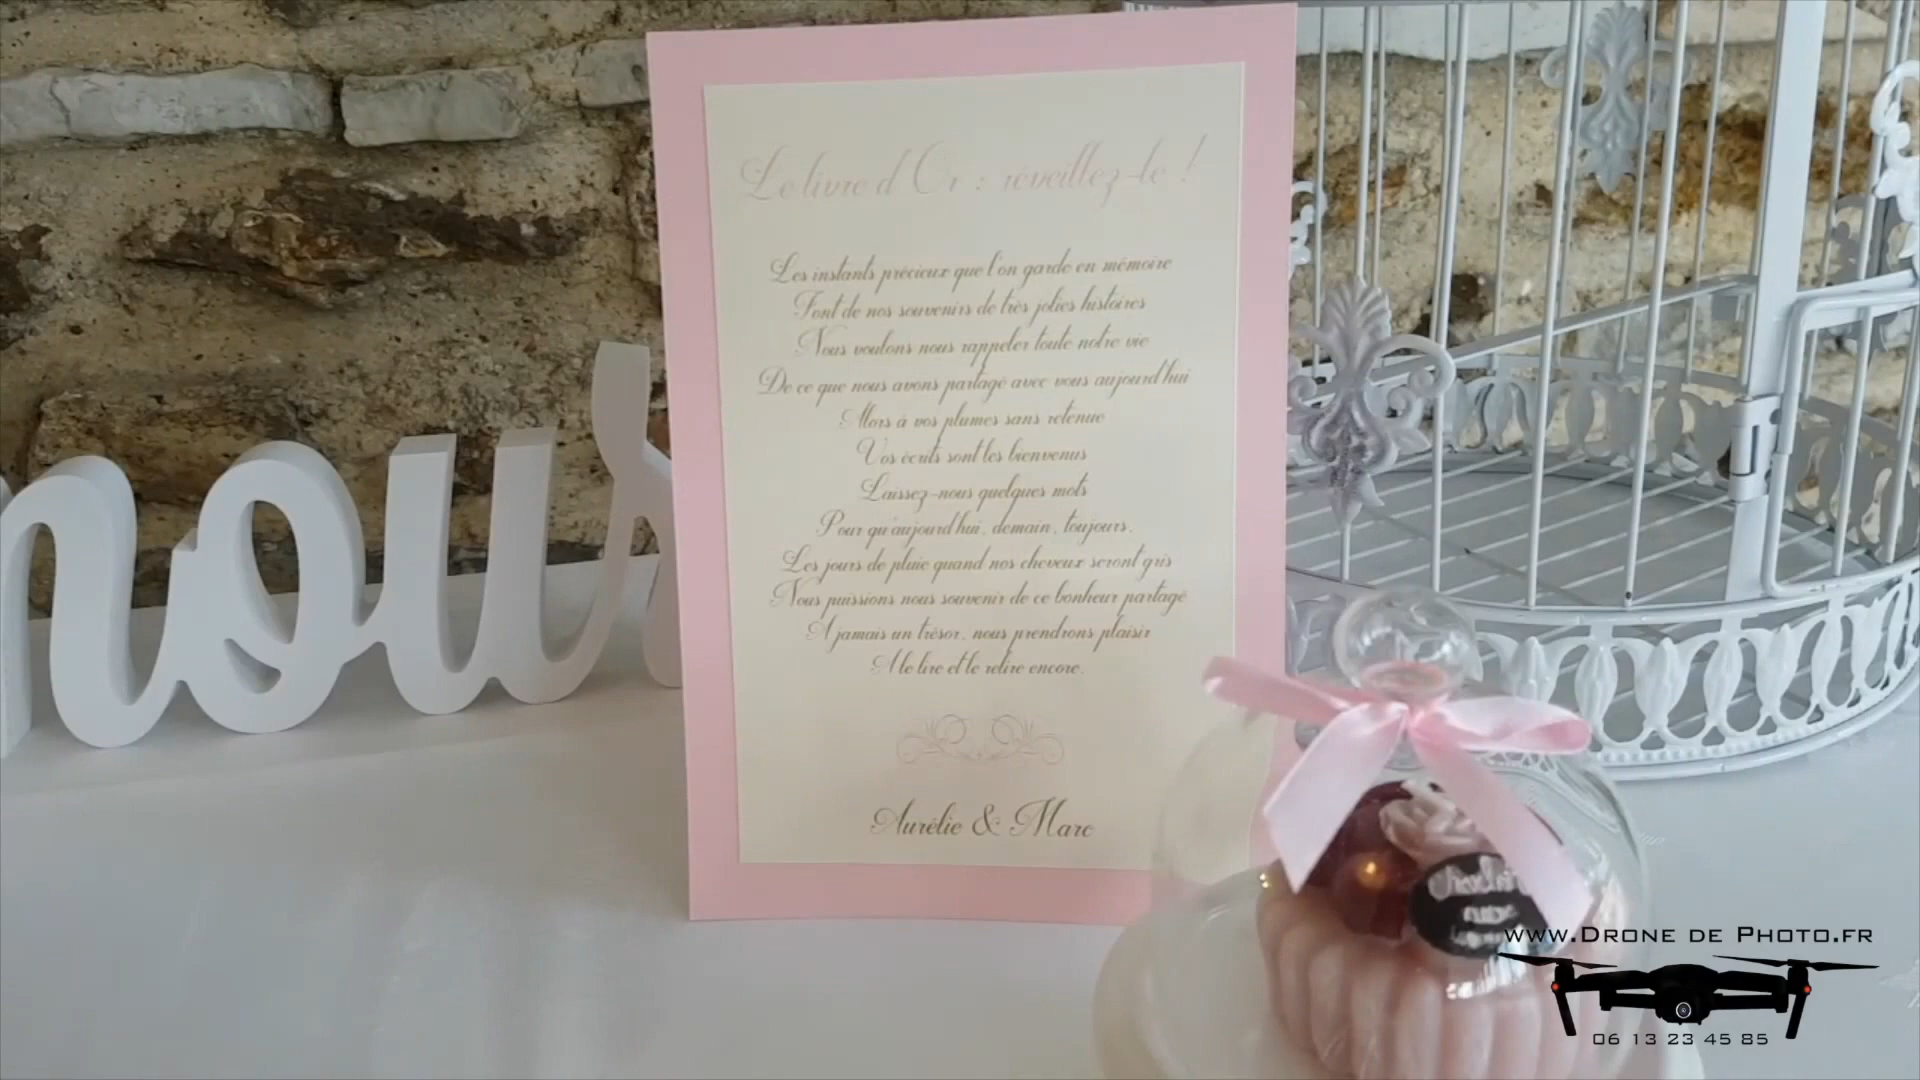 nour
Le livre d'Or : réveillez-le !
Les instants précieux que l'on garde en mémoire
Font de nos souvenirs de très jolies histoires
Nous voulons nous rappeler toute notre vie
De ce que nous avons partagé avec vous aujourd'hui
Alors à vos plumes sans retenue
Vos écrits sont les bienvenus
Laissez-nous quelques mots
Pour qu'aujourd'hui, demain, toujours,
Les jours de pluie quand nos cheveux seront gris
Nous puissions nous souvenir de ce bonheur partagé
A jamais un trésor, nous prendrons plaisir
A le lire et le relire encore.
Aurélie & Marc
www.Drone de Photo.fr
06 13 23 45 85